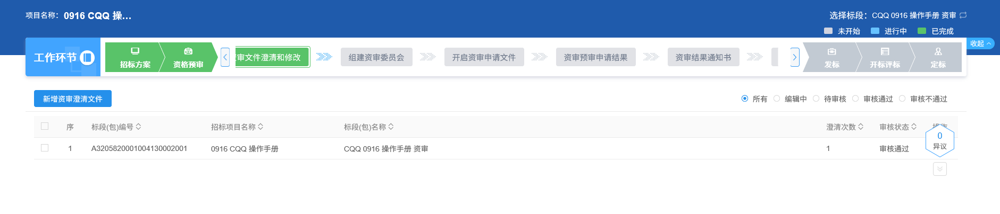 项目名称： 0916 CQQ 操...
选择标段： CQQ 0916 操作手册 资审
未开始 进行中 已完成
收起
工作环节
招标方案 资格预审
审文件澄清和修改 组建资审委员会 开启资审申请文件 资审预审申请结果 资审结果通知书
发标 开标评标 定标
新增资审澄清文件
所有 编辑中 待审核 审核通过 审核不通过
序 标段(包)编号 招标项目名称 标段(包)名称 澄清次数 审核状态
1 A3205820001004130002001 0916 CQQ 操作手册 CQQ 0916 操作手册 资审 1 审核通过
0
异议